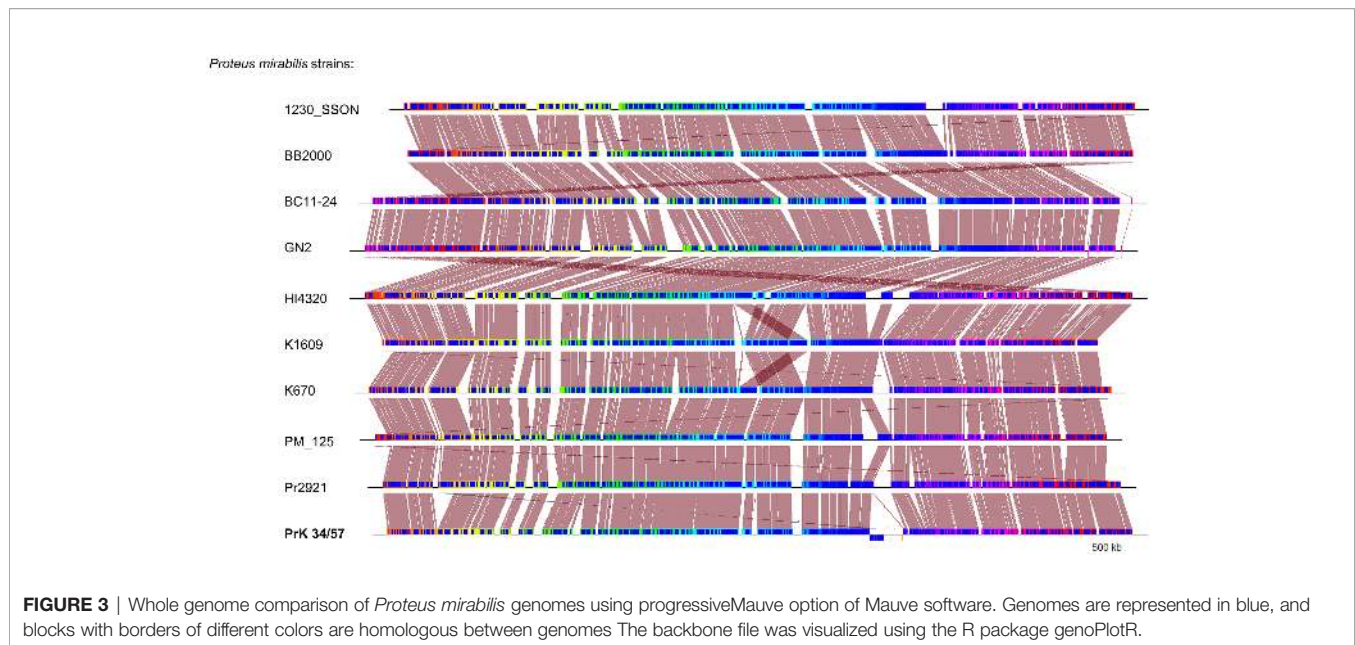 Proteus mirabilis strains:
1230_SSON
BB2000
BC11-24
GN2
HI4320
K1609
K670
PM_125
Pr2921
PrK 34/57
500 kb
FIGURE 3 | Whole genome comparison of Proteus mirabilis genomes using progressiveMauve option of Mauve software. Genomes are represented in blue, and
blocks with borders of different colors are homologous between genomes The backbone file was visualized using the R package genoPlotR.